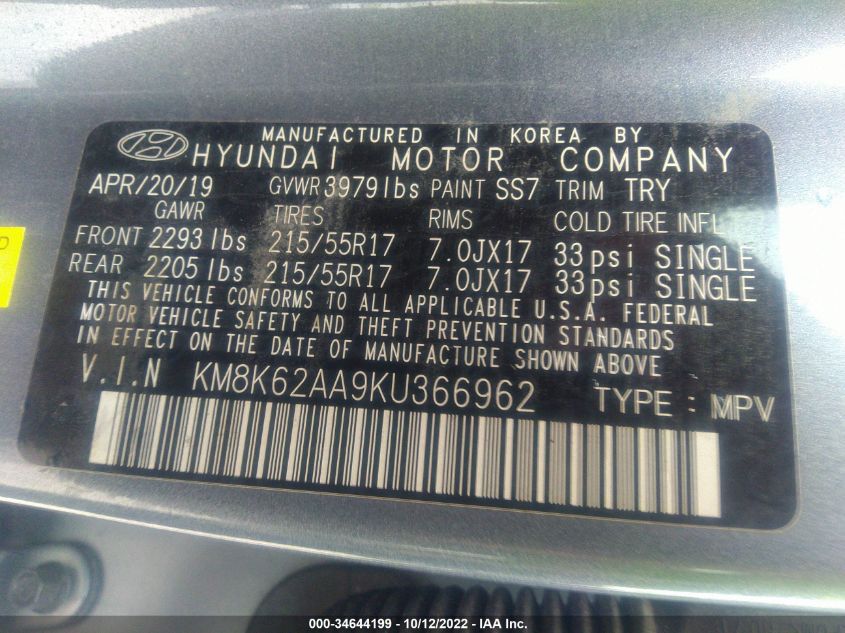 MANUFACTURED IN KOREA BY
HYUNDAI MOTOR COMPANY
APR/20/19 GVWR 3979lbs PAINT SS7 TRIM TRY
GAWR TIRES RIMS COLD TIRE INFL
FRONT 2293 lbs 215/55R17 7.0JX17 33psi SINGLE
REAR 2205 lbs 215/55R17 7.0JX17 33psi SINGLE
THIS VEHICLE CONFORMS TO ALL APPLICABLE U.S.A. FEDERAL
MOTOR VEHICLE SAFETY AND THEFT PREVENTION STANDARDS
IN EFFECT ON THE DATE OF MANUFACTURE SHOWN ABOVE
V.I.N KM8K62AA9KU366962 TYPE : MPV
D
000-34644199 - 10/12/2022 - IAA Inc.